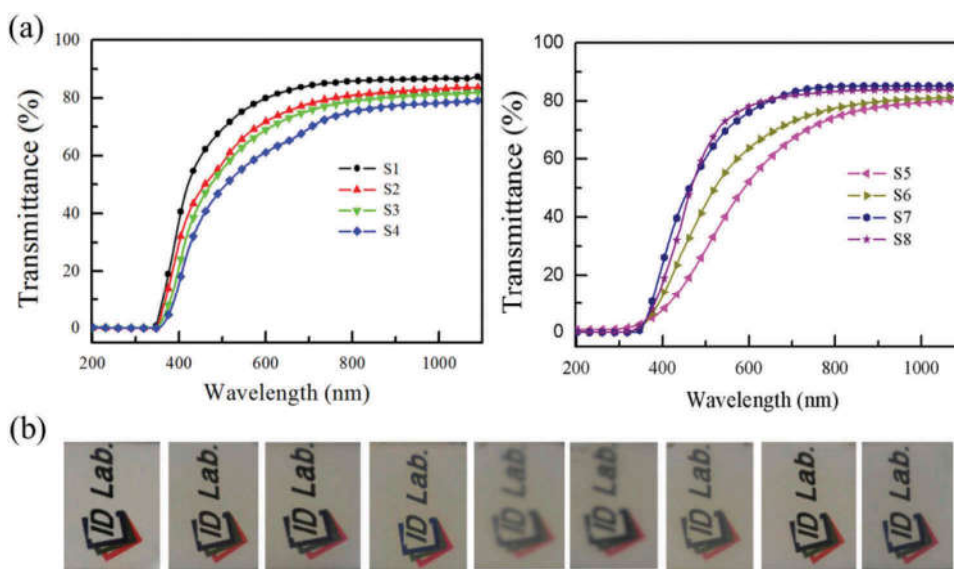 (a)
100
80
60
40
20
0
Transmittance (%)
S1
S2
S3
S4
200 400 600 800 1000
Wavelength (nm)
100
80
60
40
20
0
Transmittance (%)
S5
S6
S7
S8
200 400 600 800 1000
Wavelength (nm)
(b)
ID Lab.
ID Lab.
ID Lab.
ID Lab.
ID Lab.
ID Lab.
ID Lab.
ID Lab.
ID Lab.